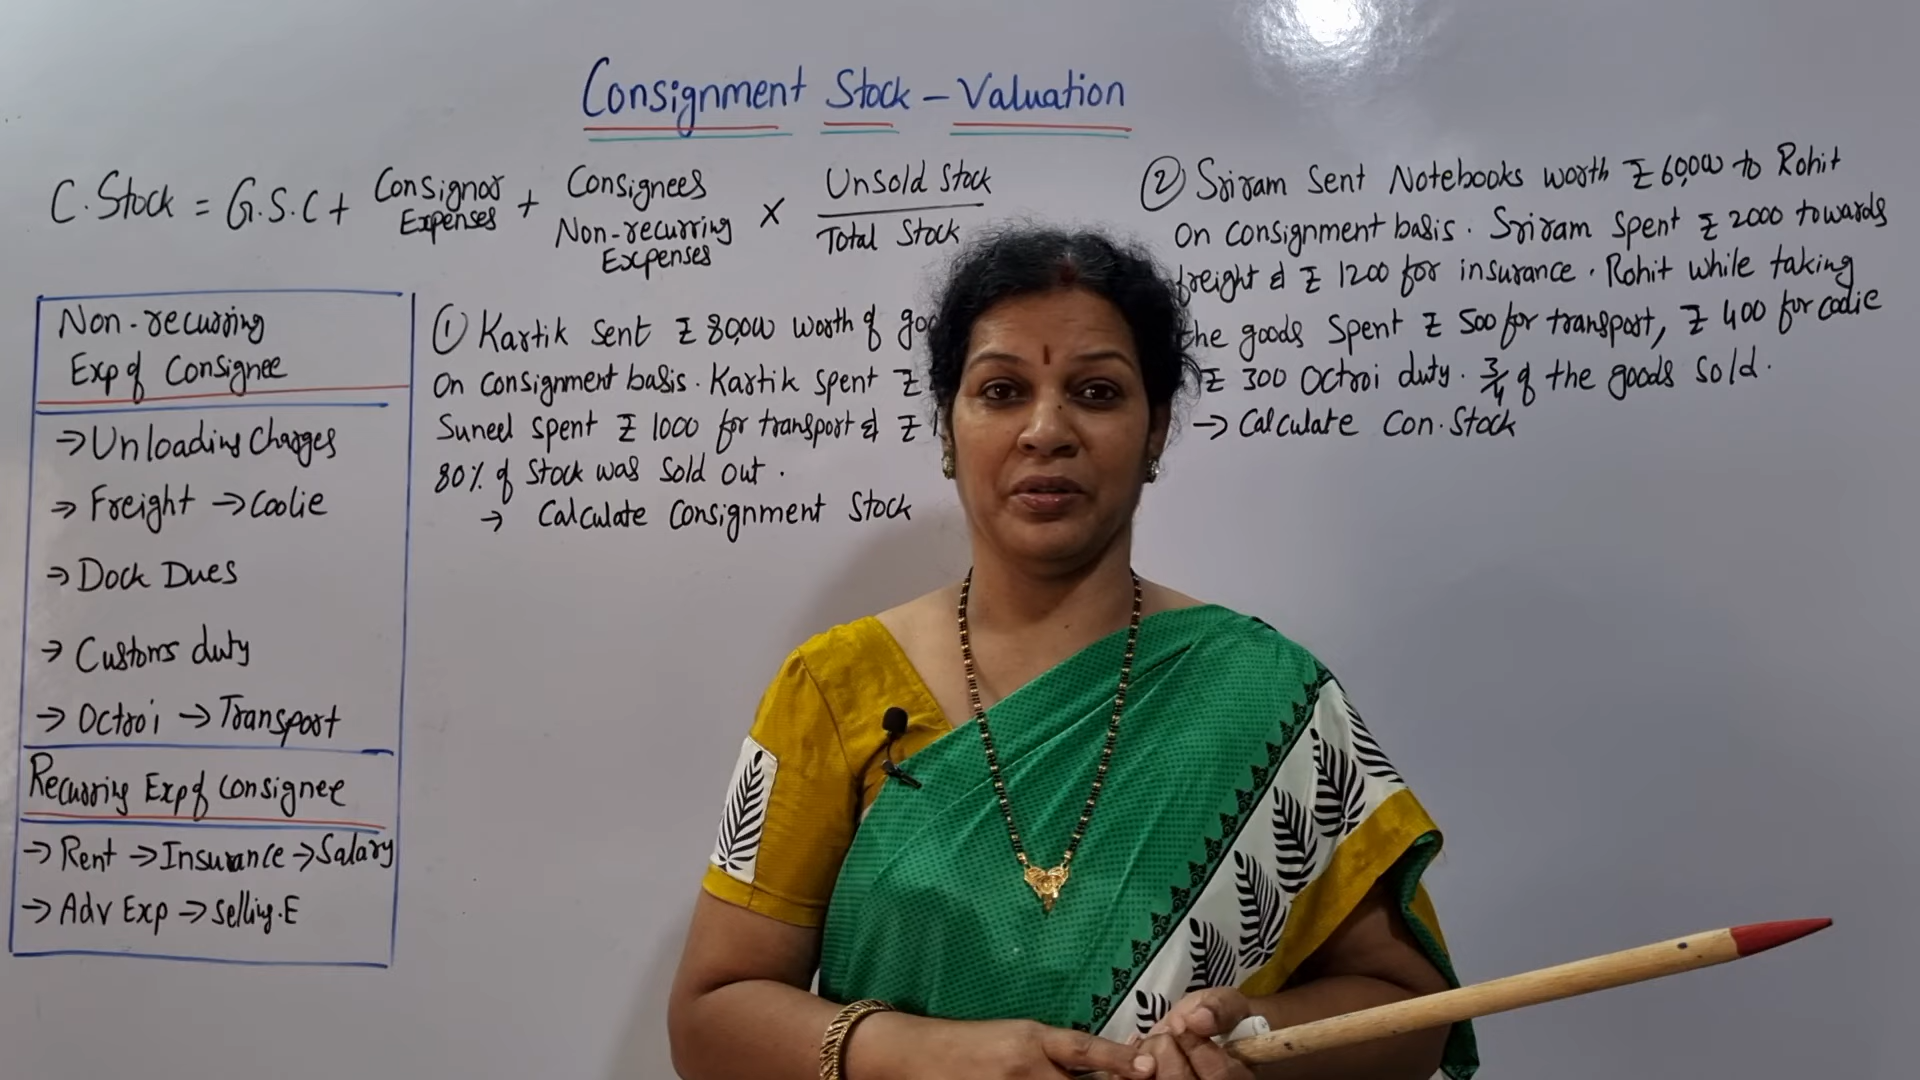 Consignment Stock - Valuation
C. Stock = G.S.C + Consignor Expenses + Consignees Non-recurring Expenses × Unsold Stock / Total Stock
Non-recurring
Exp of Consignee
→ Unloading Charges
→ Freight → Coolie
→ Dock Dues
→ Customs duty
→ Octroi → Transport
Recurring Exp of Consignee
→ Rent → Insurance → Salary
→ Adv Exp → Selling.E
① Kartik Sent ₹ 80,000 worth of
On consignment basis. Kartik spent ₹
Suneel spent ₹ 1000 for transport & ₹
80% of Stock was Sold out.
→ Calculate Consignment Stock
② Sriram Sent Notebooks worth ₹ 60,000 to Rohit
On consignment basis. Sriram spent ₹ 2000 towards
freight & ₹ 1200 for insurance. Rohit while taking
the goods spent ₹ 500 for transport, ₹ 400 for coolie
₹ 300 Octroi duty. 3/4 of the goods Sold.
→ Calculate Con. Stock